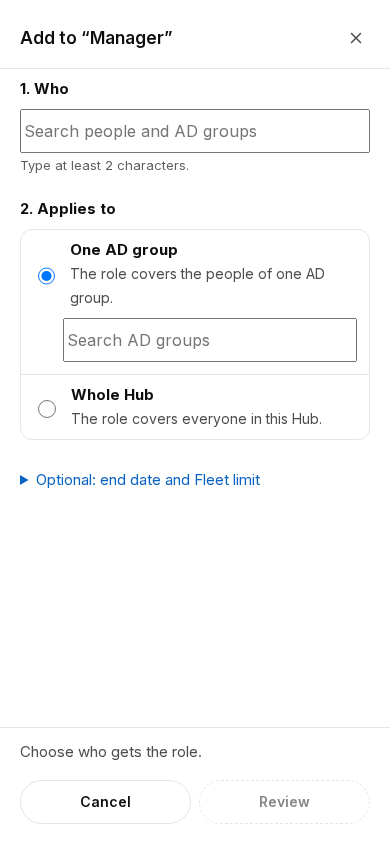 Add to “Manager”
1. Who
Search people and AD groups
Type at least 2 characters.
2. Applies to
One AD group
The role covers the people of one AD
group.
Search AD groups
Whole Hub
The role covers everyone in this Hub.
Optional: end date and Fleet limit
Choose who gets the role.
Cancel
Review